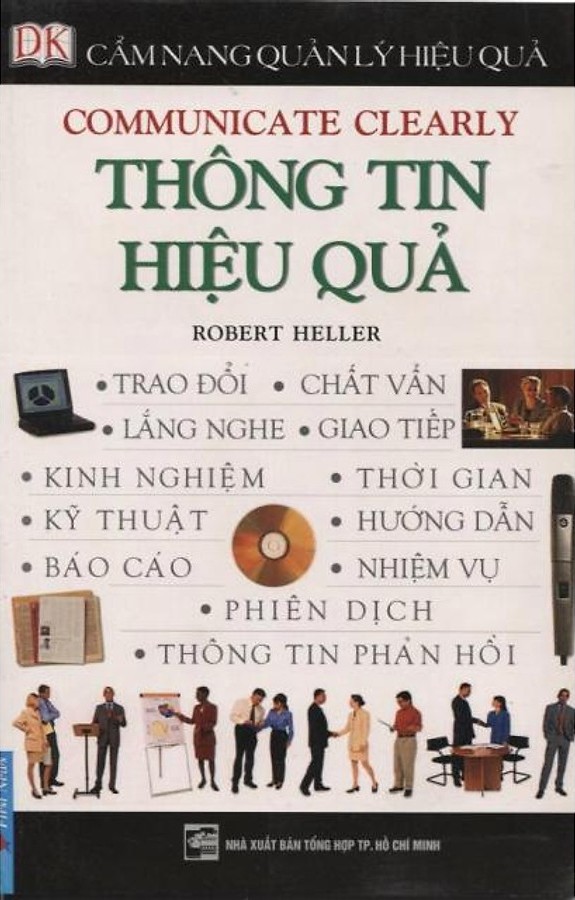 DK CẨM NANG QUẢN LÝ HIỆU QUẢ
COMMUNICATE CLEARLY
THÔNG TIN
HIỆU QUẢ
ROBERT HELLER
• TRAO ĐỔI • CHẤT VẤN
• LẮNG NGHE • GIAO TIẾP
• KINH NGHIỆM • THỜI GIAN
• KỸ THUẬT • HƯỚNG DẪN
• BÁO CÁO • NHIỆM VỤ
• PHIÊN DỊCH
• THÔNG TIN PHẢN HỒI
First News
NHÀ XUẤT BẢN TỔNG HỢP TP. HỒ CHÍ MINH